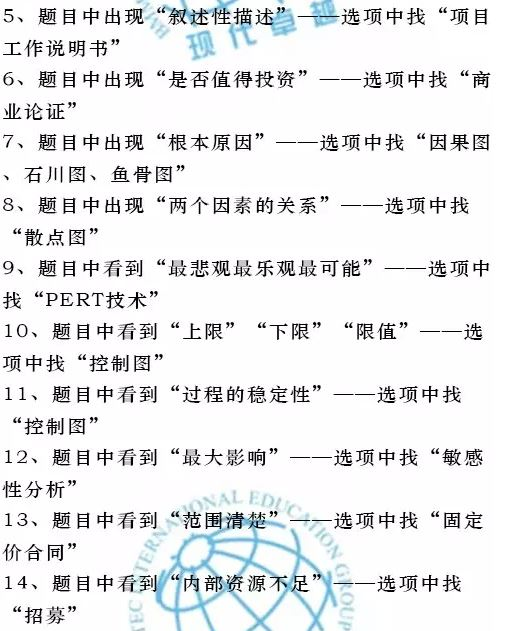 现代卓越
5、题目中出现“叙述性描述”——选项中找“项目
工作说明书”
6、题目中出现“是否值得投资”——选项中找“商
业论证”
7、题目中出现“根本原因”——选项中找“因果图
、石川图、鱼骨图”
8、题目中出现“两个因素的关系”——选项中找
“散点图”
9、题目中看到“最悲观最乐观最可能”——选项中
找“PERT技术”
10、题目中看到“上限”“下限”“限值”——选
项中找“控制图”
11、题目中看到“过程的稳定性”——选项中找
“控制图”
12、题目中看到“最大影响”——选项中找“敏感
性分析”
13、题目中看到“范围清楚”——选项中找“固定
价合同”
14、题目中看到“内部资源不足”——选项中找
“招募”
TEC INTERNATIONAL EDUCATION GROUP